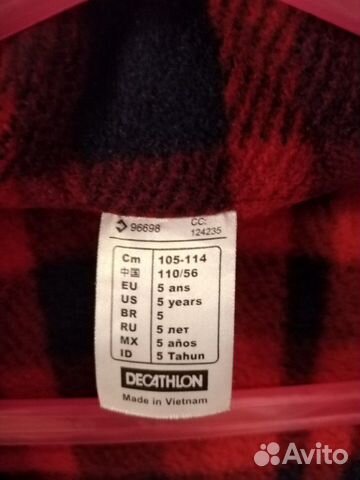 96698 CC: 124235
Cm 105-114
中国 110/56
EU 5 ans
US 5 years
BR 5
RU 5 лет
MX 5 años
ID 5 Tahun
DECATHLON
Made in Vietnam
Avito